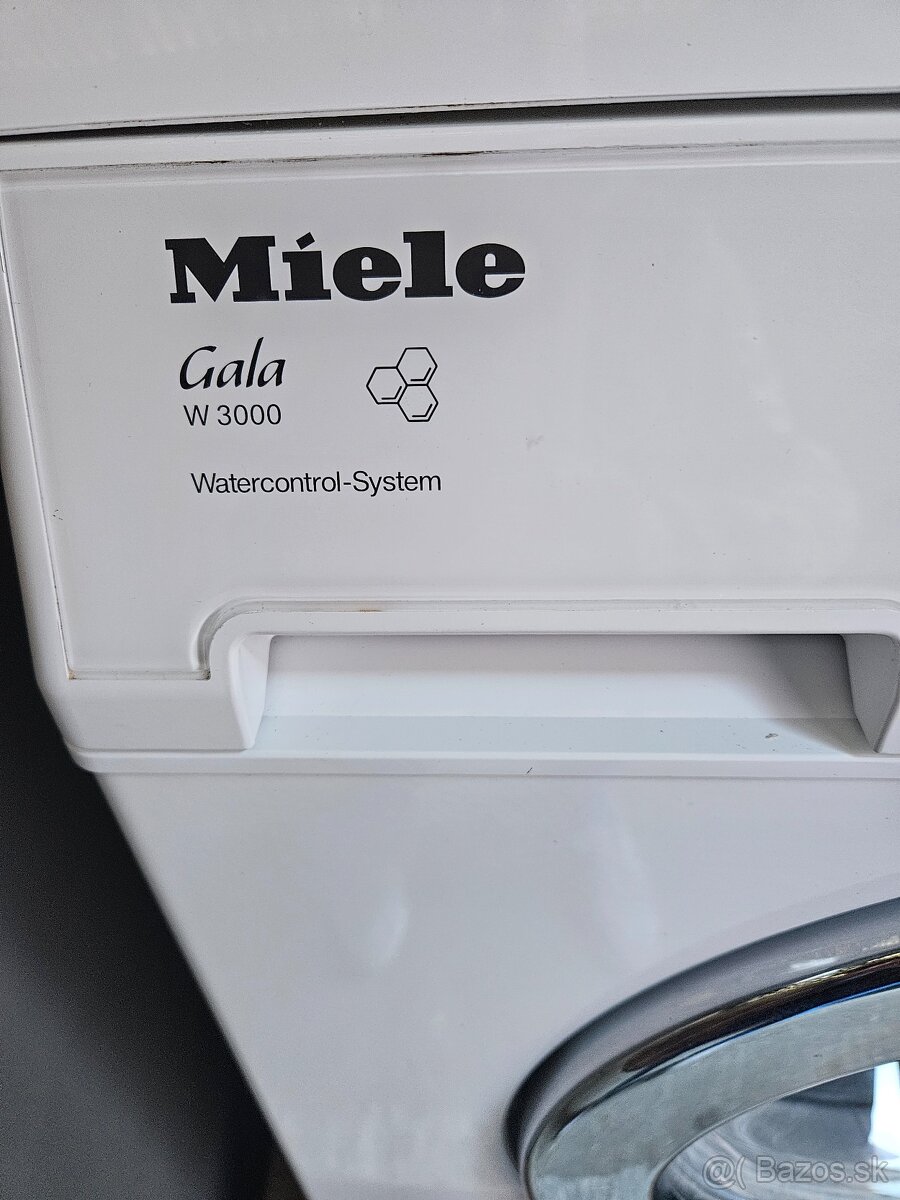 Miele
Gala
W 3000
Watercontrol-System
Bazos.sk